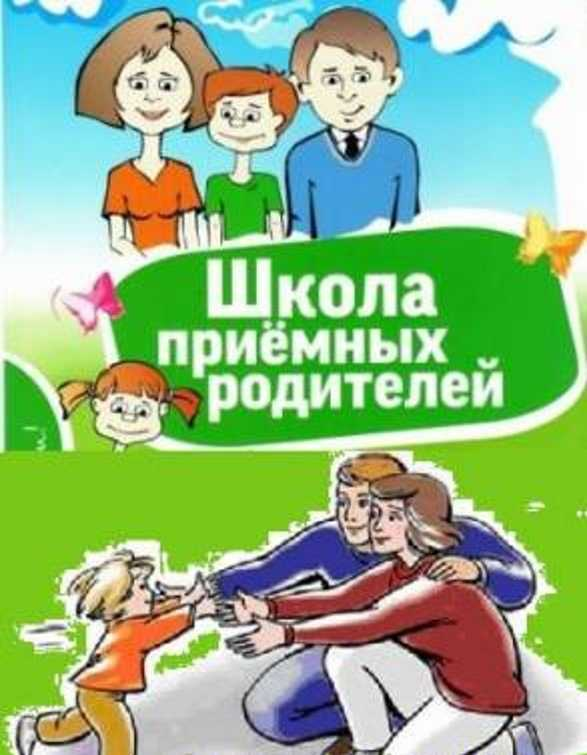 Школа
приёмных
родителей